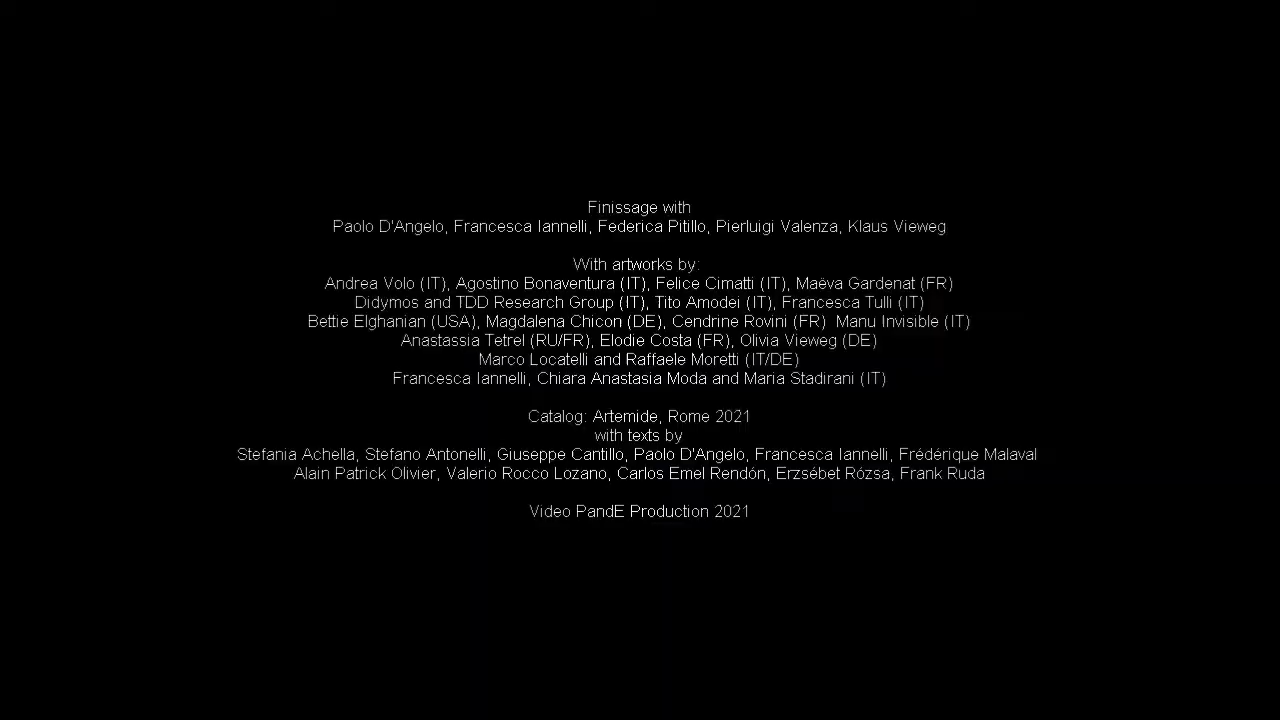 Finissage with
Paolo D'Angelo, Francesca Iannelli, Federica Pitillo, Pierluigi Valenza, Klaus Vieweg
With artworks by:
Andrea Volo (IT), Agostino Bonaventura (IT), Felice Cimatti (IT), Maëva Gardenat (FR)
Didymos and TDD Research Group (IT), Tito Amodei (IT), Francesca Tulli (IT)
Bettie Elghanian (USA), Magdalena Chicon (DE), Cendrine Rovini (FR)  Manu Invisible (IT)
Anastassia Tetrel (RU/FR), Elodie Costa (FR), Olivia Vieweg (DE)
Marco Locatelli and Raffaele Moretti (IT/DE)
Francesca Iannelli, Chiara Anastasia Moda and Maria Stadirani (IT)
Catalog: Artemide, Rome 2021
with texts by
Stefania Achella, Stefano Antonelli, Giuseppe Cantillo, Paolo D'Angelo, Francesca Iannelli, Frédérique Malaval
Alain Patrick Olivier, Valerio Rocco Lozano, Carlos Emel Rendón, Erzsébet Rózsa, Frank Ruda
Video PandE Production 2021